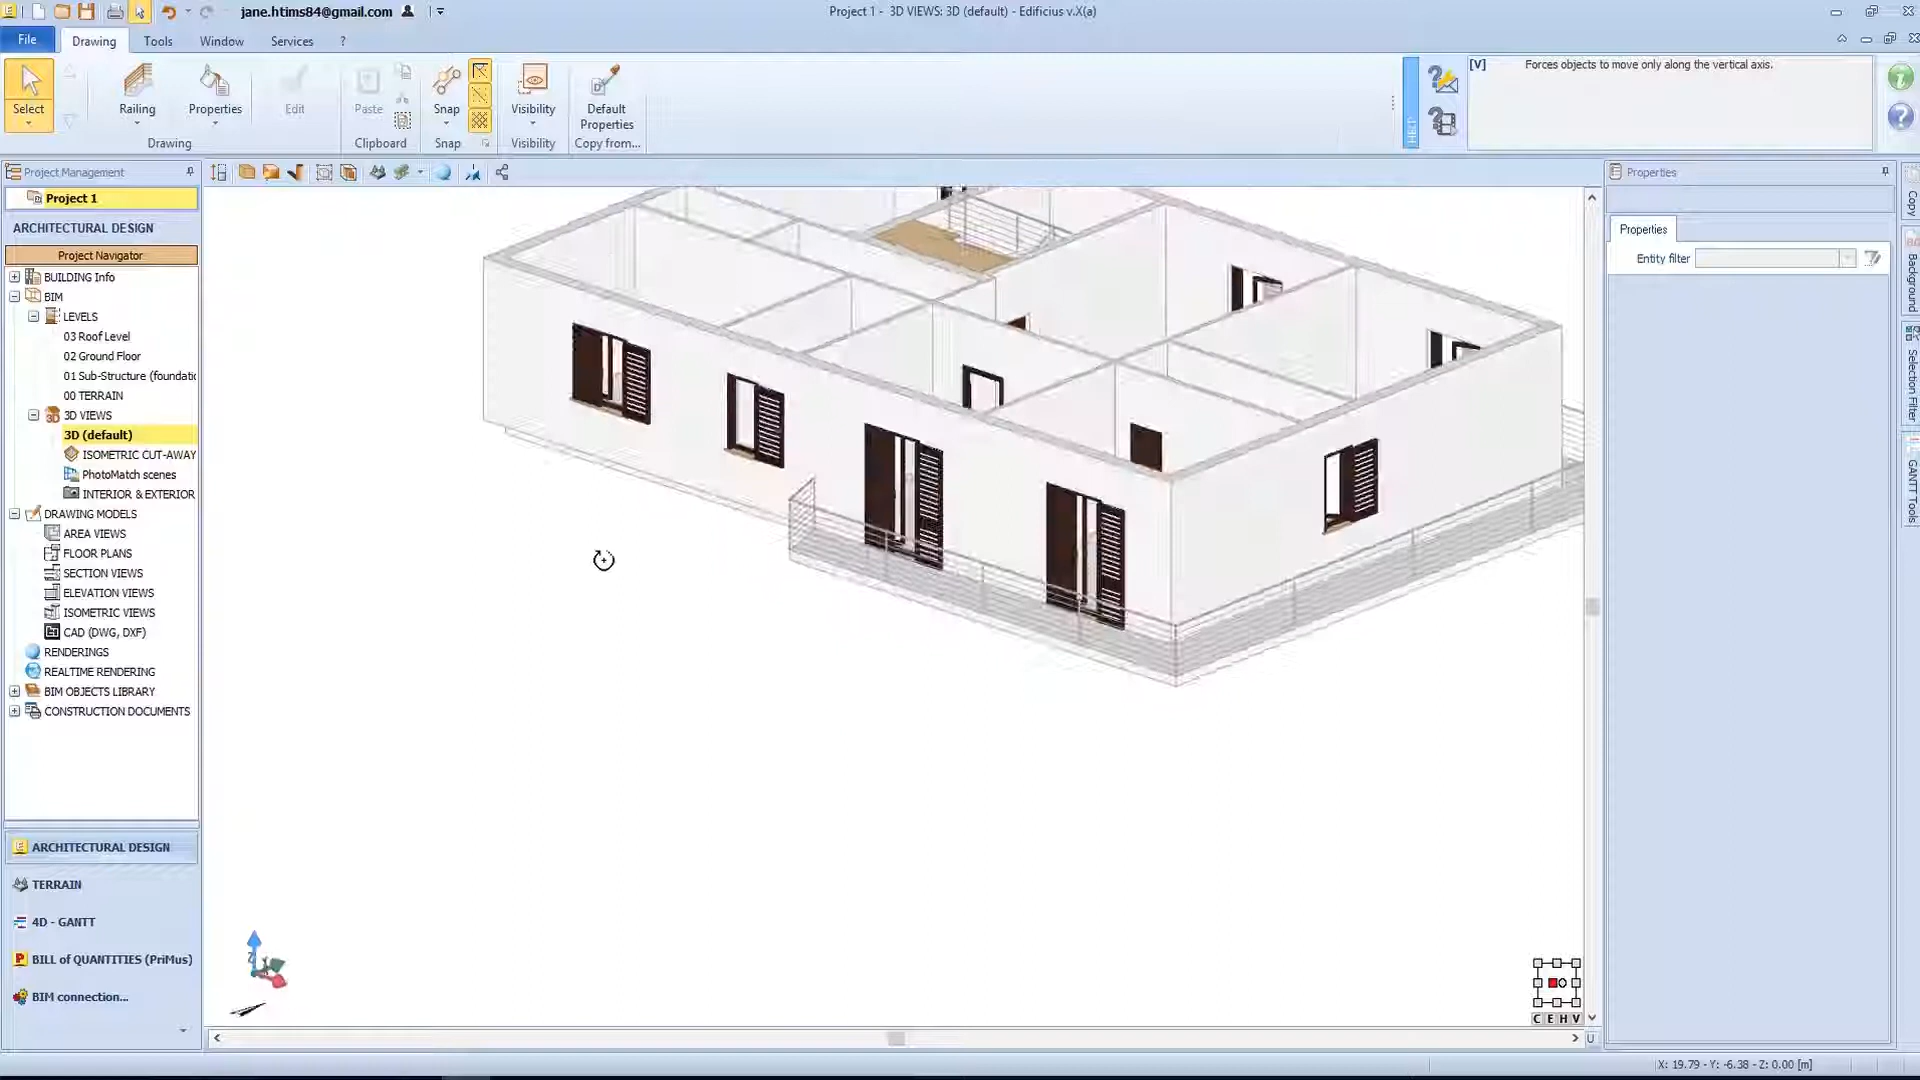 jane.htims84@gmail.com
Project 1 - 3D VIEWS: 3D (default) - Edificius v.X(a)
File
Drawing
Tools
Window
Services
?
Select
Railing
Properties
Edit
Paste
Snap
Visibility
Default
Properties
Drawing
Clipboard
Snap
Visibility
Copy from...
HELP
[V] Forces objects to move only along the vertical axis.
Project Management
Project 1
ARCHITECTURAL DESIGN
Project Navigator
BUILDING Info
BIM
LEVELS
03 Roof Level
02 Ground Floor
01 Sub-Structure (foundatio
00 TERRAIN
3D VIEWS
3D (default)
ISOMETRIC CUT-AWAY
PhotoMatch scenes
INTERIOR & EXTERIOR
DRAWING MODELS
AREA VIEWS
FLOOR PLANS
SECTION VIEWS
ELEVATION VIEWS
ISOMETRIC VIEWS
CAD (DWG, DXF)
RENDERINGS
REALTIME RENDERING
BIM OBJECTS LIBRARY
CONSTRUCTION DOCUMENTS
ARCHITECTURAL DESIGN
TERRAIN
4D - GANTT
BILL of QUANTITIES (PriMus)
BIM connection...
Z
C E H V
U
Properties
Properties
Entity filter
Copy
Background
Selection Filter
GANTT Tools
X: 19.79 - Y: -6.38 - Z: 0.00 [m]